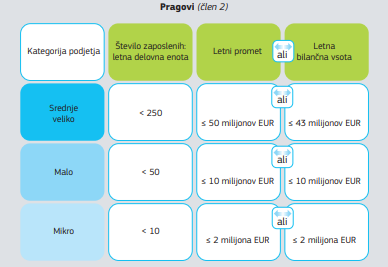 Pragovi (člen 2)
Kategorija podjetja
Število zaposlenih:
letna delovna enota
Letni promet
ali
Letna
bilančna vsota
Srednje
veliko
< 250
≤ 50 milijonov EUR
ali
≤ 43 milijonov EUR
Malo
< 50
≤ 10 milijonov EUR
ali
≤ 10 milijonov EUR
Mikro
< 10
≤ 2 milijona EUR
ali
≤ 2 milijona EUR